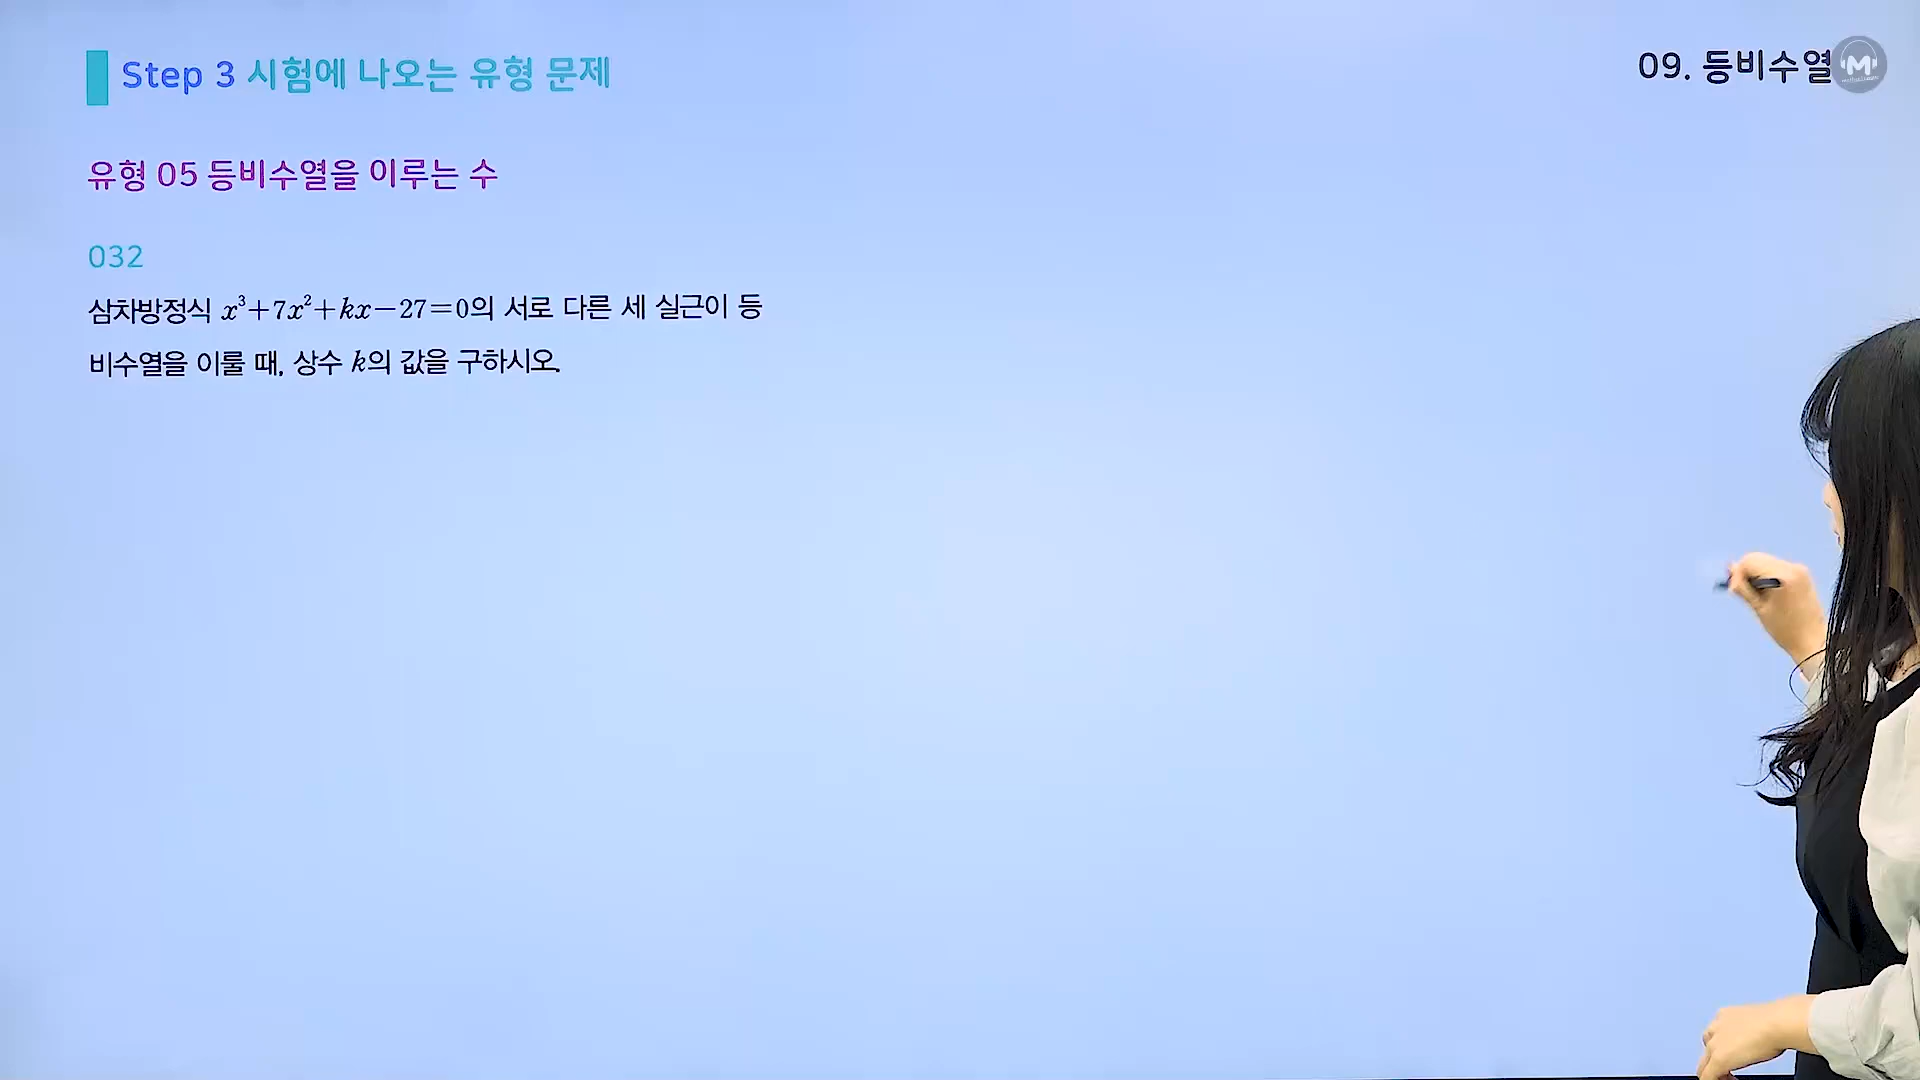 Step 3 시험에 나오는 유형 문제
09. 등비수열
M
유형 05 등비수열을 이루는 수
032
삼차방정식 x³+7x²+kx−27=0의 서로 다른 세 실근이 등
비수열을 이룰 때, 상수 k의 값을 구하시오.